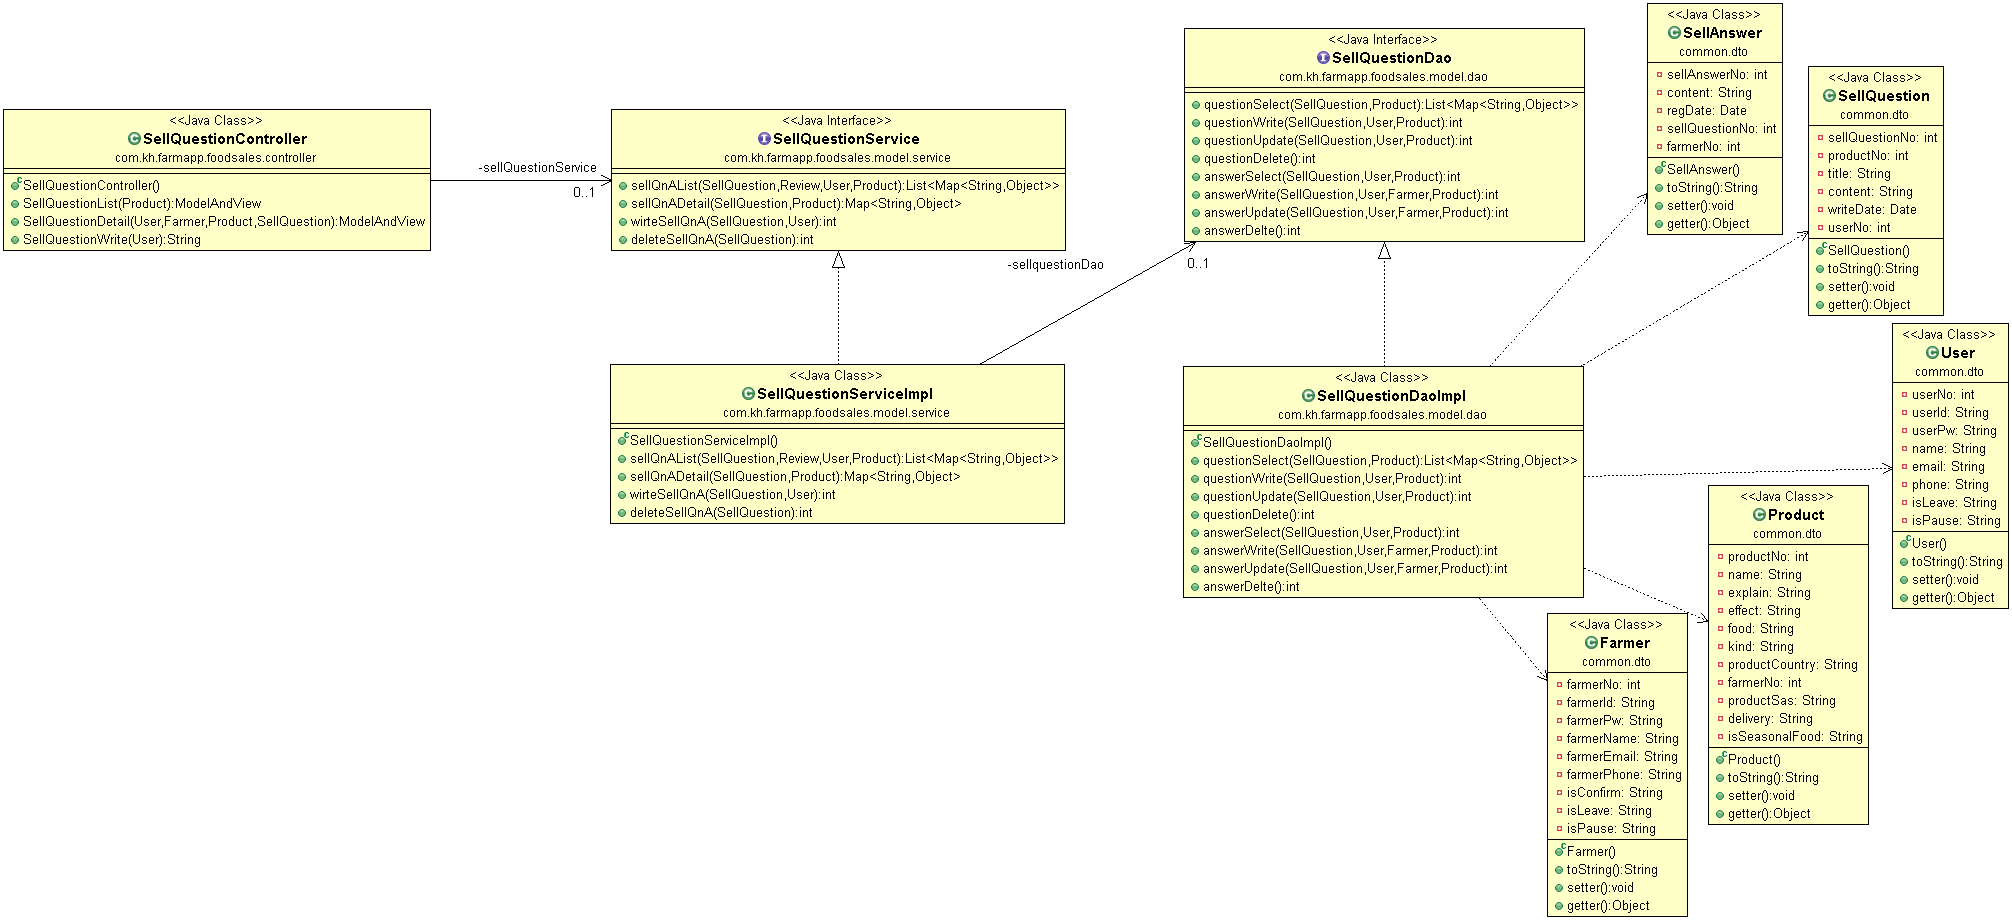 <<Java Class>>
SellQuestionController
com.kh.farmapp.foodsales.controller
SellQuestionController()
SellQuestionList(Product):ModelAndView
SellQuestionDetail(User,Farmer,Product,SellQuestion):ModelAndView
SellQuestionWrite(User):String
-sellQuestionService
0..1
<<Java Interface>>
SellQuestionService
com.kh.farmapp.foodsales.model.service
sellQnAList(SellQuestion,Review,User,Product):List<Map<String,Object>>
sellQnADetail(SellQuestion,Product):Map<String,Object>
wirteSellQnA(SellQuestion,User):int
deleteSellQnA(SellQuestion):int
<<Java Class>>
SellQuestionServiceImpl
com.kh.farmapp.foodsales.model.service
SellQuestionServiceImpl()
sellQnAList(SellQuestion,Review,User,Product):List<Map<String,Object>>
sellQnADetail(SellQuestion,Product):Map<String,Object>
wirteSellQnA(SellQuestion,User):int
deleteSellQnA(SellQuestion):int
-sellquestionDao
0..1
<<Java Interface>>
SellQuestionDao
com.kh.farmapp.foodsales.model.dao
questionSelect(SellQuestion,Product):List<Map<String,Object>>
questionWrite(SellQuestion,User,Product):int
questionUpdate(SellQuestion,User,Product):int
questionDelete():int
answerSelect(SellQuestion,User,Product):int
answerWrite(SellQuestion,User,Farmer,Product):int
answerUpdate(SellQuestion,User,Farmer,Product):int
answerDelte():int
<<Java Class>>
SellQuestionDaoImpl
com.kh.farmapp.foodsales.model.dao
SellQuestionDaoImpl()
questionSelect(SellQuestion,Product):List<Map<String,Object>>
questionWrite(SellQuestion,User,Product):int
questionUpdate(SellQuestion,User,Product):int
questionDelete():int
answerSelect(SellQuestion,User,Product):int
answerWrite(SellQuestion,User,Farmer,Product):int
answerUpdate(SellQuestion,User,Farmer,Product):int
answerDelte():int
<<Java Class>>
SellAnswer
common.dto
sellAnswerNo: int
content: String
regDate: Date
sellQuestionNo: int
farmerNo: int
SellAnswer()
toString():String
setter():void
getter():Object
<<Java Class>>
SellQuestion
common.dto
sellQuestionNo: int
productNo: int
title: String
content: String
writeDate: Date
userNo: int
SellQuestion()
toString():String
setter():void
getter():Object
<<Java Class>>
User
common.dto
userNo: int
userId: String
userPw: String
name: String
email: String
phone: String
isLeave: String
isPause: String
User()
toString():String
setter():void
getter():Object
<<Java Class>>
Product
common.dto
productNo: int
name: String
explain: String
effect: String
food: String
kind: String
productCountry: String
farmerNo: int
productSas: String
delivery: String
isSeasonalFood: String
Product()
toString():String
setter():void
getter():Object
<<Java Class>>
Farmer
common.dto
farmerNo: int
farmerId: String
farmerPw: String
farmerName: String
farmerEmail: String
farmerPhone: String
isConfirm: String
isLeave: String
isPause: String
Farmer()
toString():String
setter():void
getter():Object